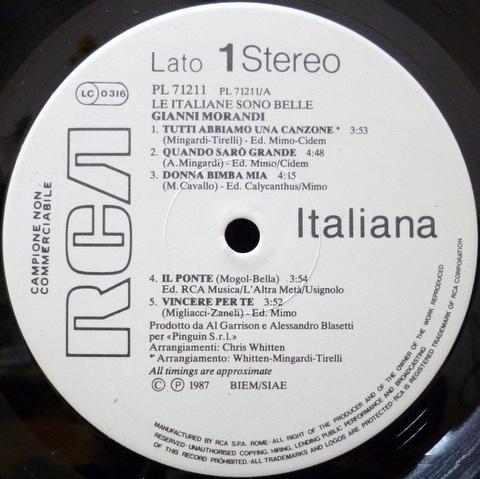 Lato 1 Stereo
LC 0316
PL 71211 PL 71211/A
LE ITALIANE SONO BELLE
GIANNI MORANDI
1. TUTTI ABBIAMO UNA CANZONE * 3:53
(Mingardi-Tirelli) - Ed. Mimo-Cidem
2. QUANDO SARÒ GRANDE 4:48
(A.Mingardi) - Ed. Mimo/Cidem
3. DONNA BIMBA MIA 4:15
(M.Cavallo) - Ed. Calycanthus/Mimo
CAMPIONE NON
COMMERCIABILE
RCA
Italiana
4. IL PONTE (Mogol-Bella) 3:54
Ed. RCA Musica/L'Altra Metà/Usignolo
5. VINCERE PER TE 3:52
(Migliacci-Zaneli) - Ed. Mimo
Prodotto da Al Garrison e Alessandro Blasetti
per «Pinguin S.r.l.»
Arrangiamenti: Chris Whitten
* Arrangiamento: Whitten-Mingardi-Tirelli
All timings are approximate
© ℗ 1987 BIEM/SIAE
MANUFACTURED BY RCA S.P.A. ROME - ALL RIGHT OF THE PRODUCER AND OF THE OWNER OF THE WORK REPRODUCED
RESERVED - UNAUTHORISED COPYING, HIRING, LENDING PUBLIC PERFORMANCE AND BROADCASTING
OF THIS RECORD PROHIBITED. - ALL TRADEMARKS AND LOGOS ARE PROTECTED - RCA IS REGISTERED TRADEMARK OF RCA CORPORATION